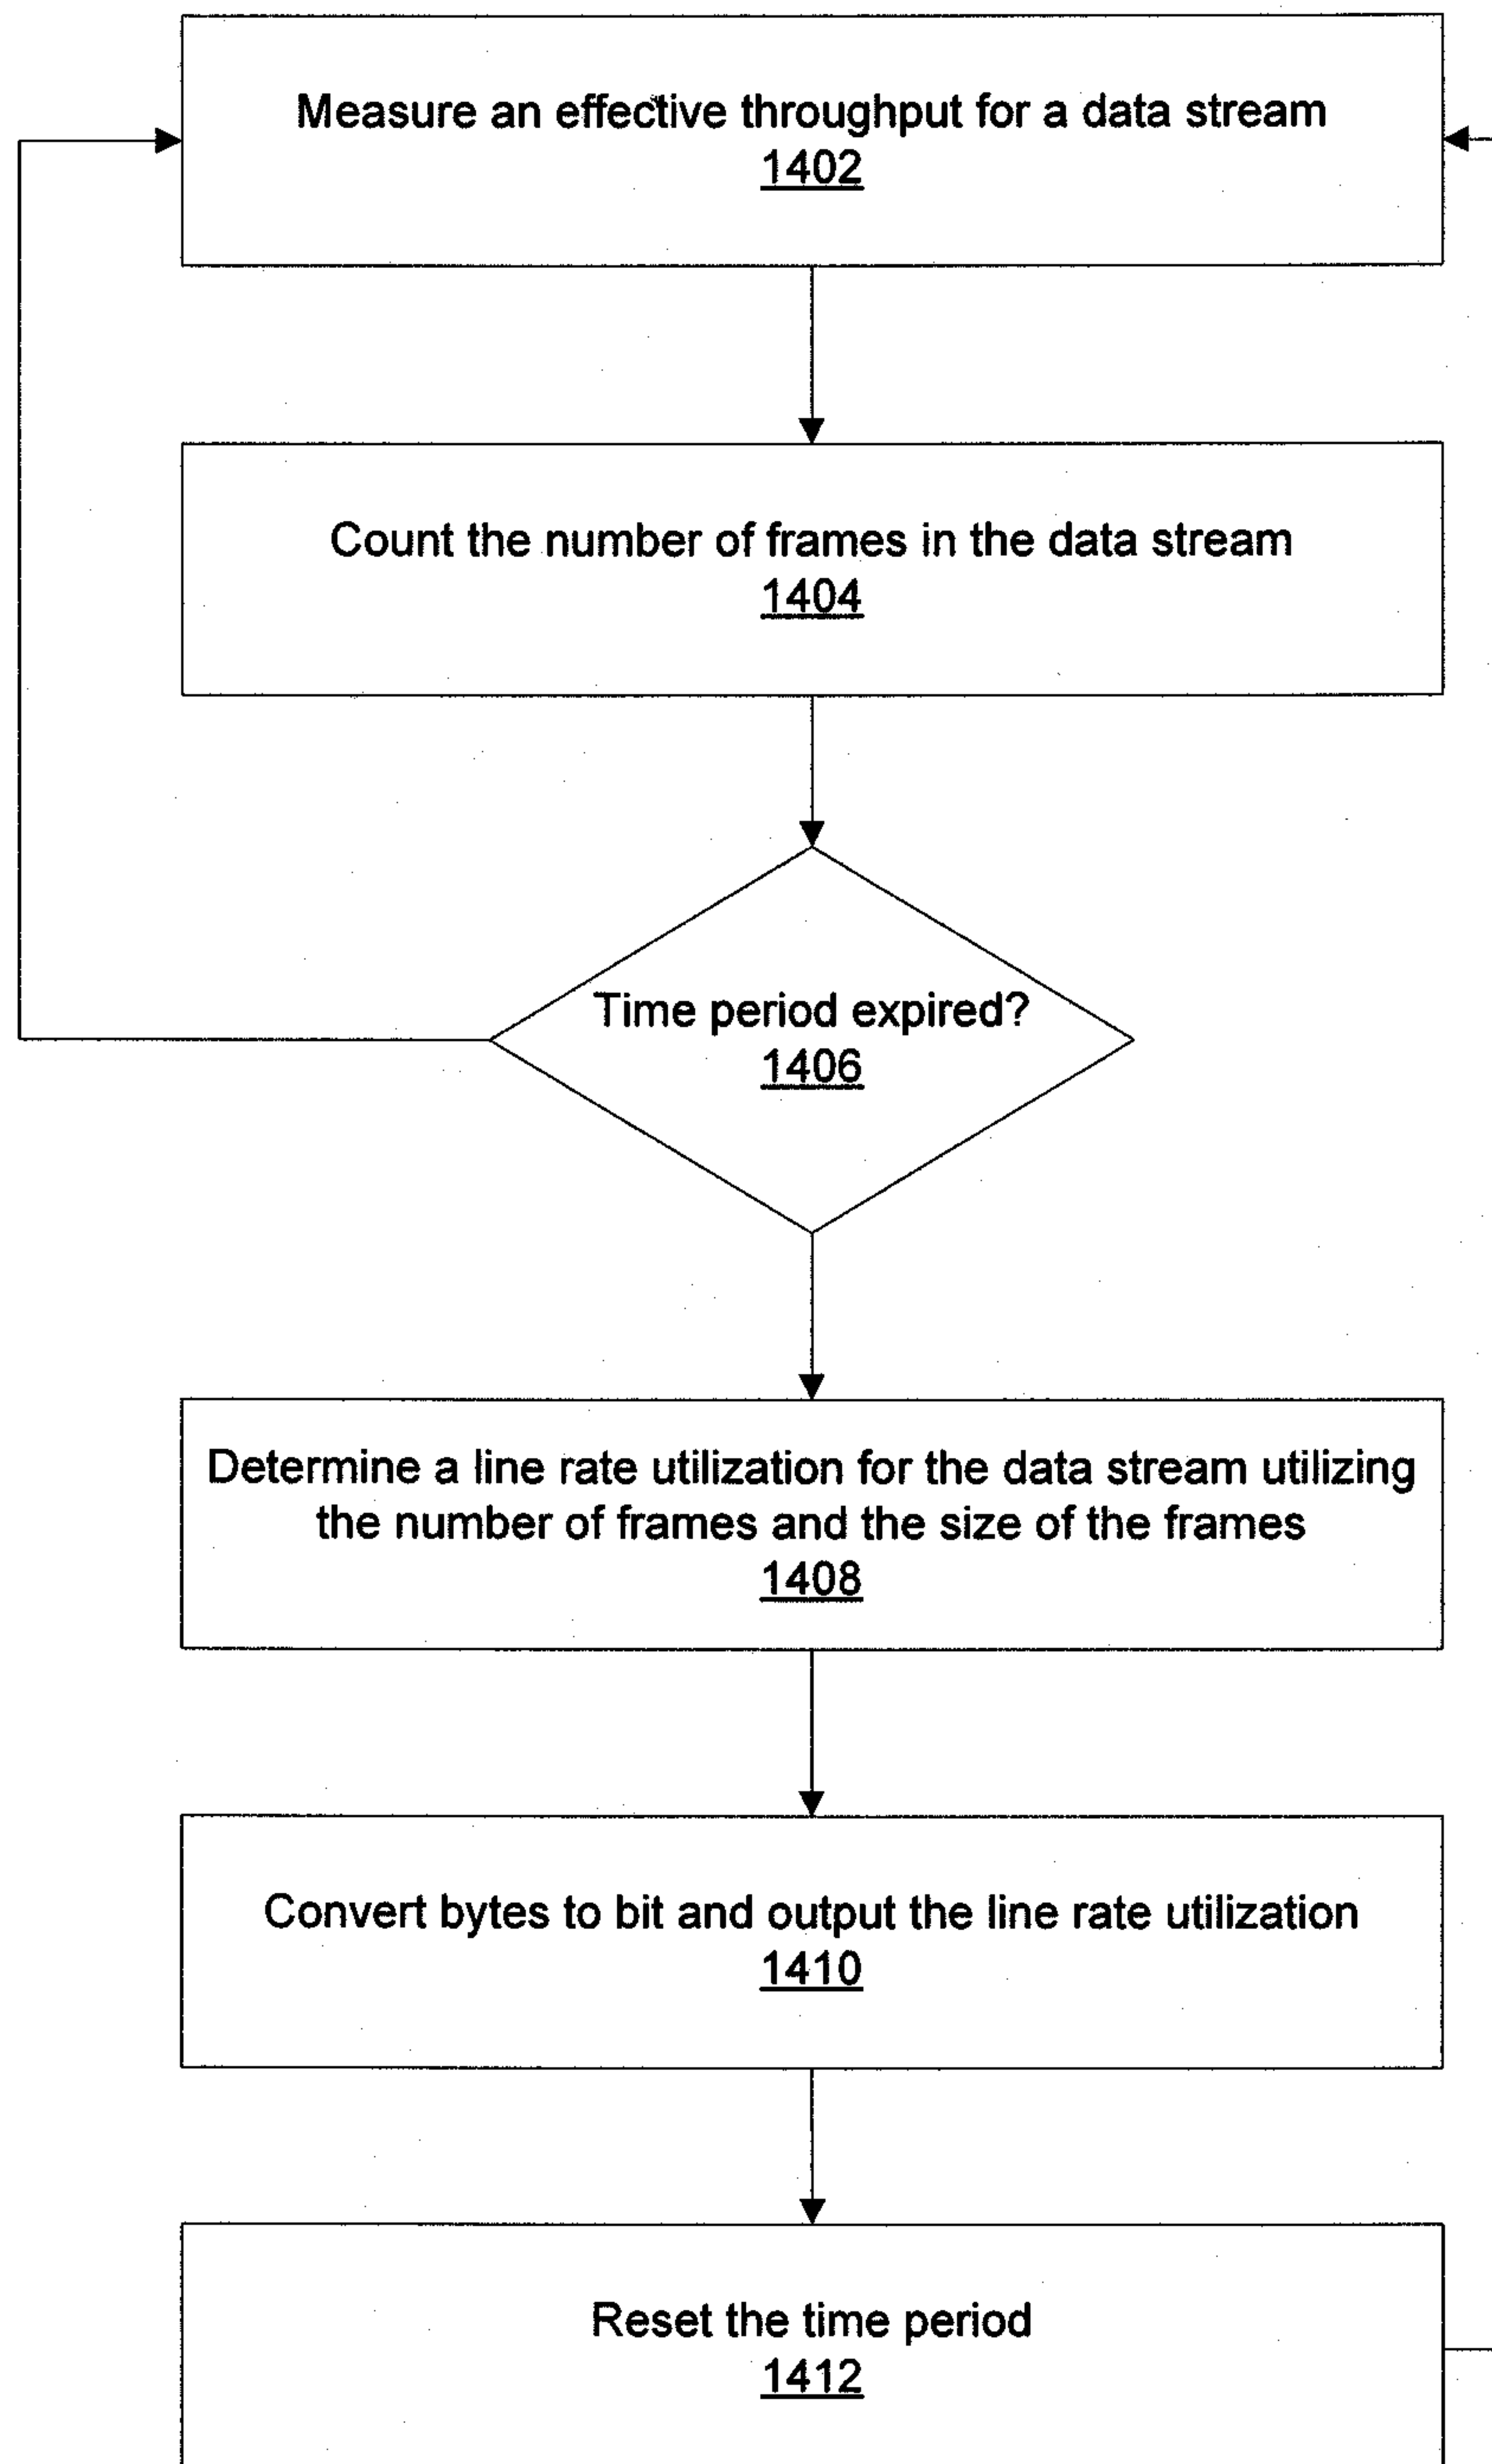 Measure an effective throughput for a data stream
1402
Count the number of frames in the data stream
1404
Time period expired?
1406
Determine a line rate utilization for the data stream utilizing
the number of frames and the size of the frames
1408
Convert bytes to bit and output the line rate utilization
1410
Reset the time period
1412